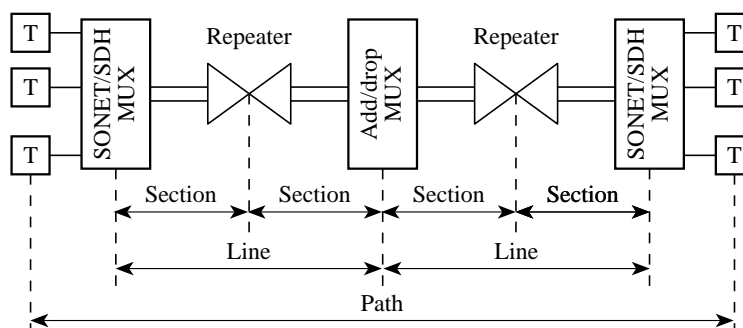 T
T
T
SONET/SDH
MUX
Repeater
Add/drop
MUX
Repeater
SONET/SDH
MUX
T
T
T
Section
Section
Section
Section
Line
Line
Path